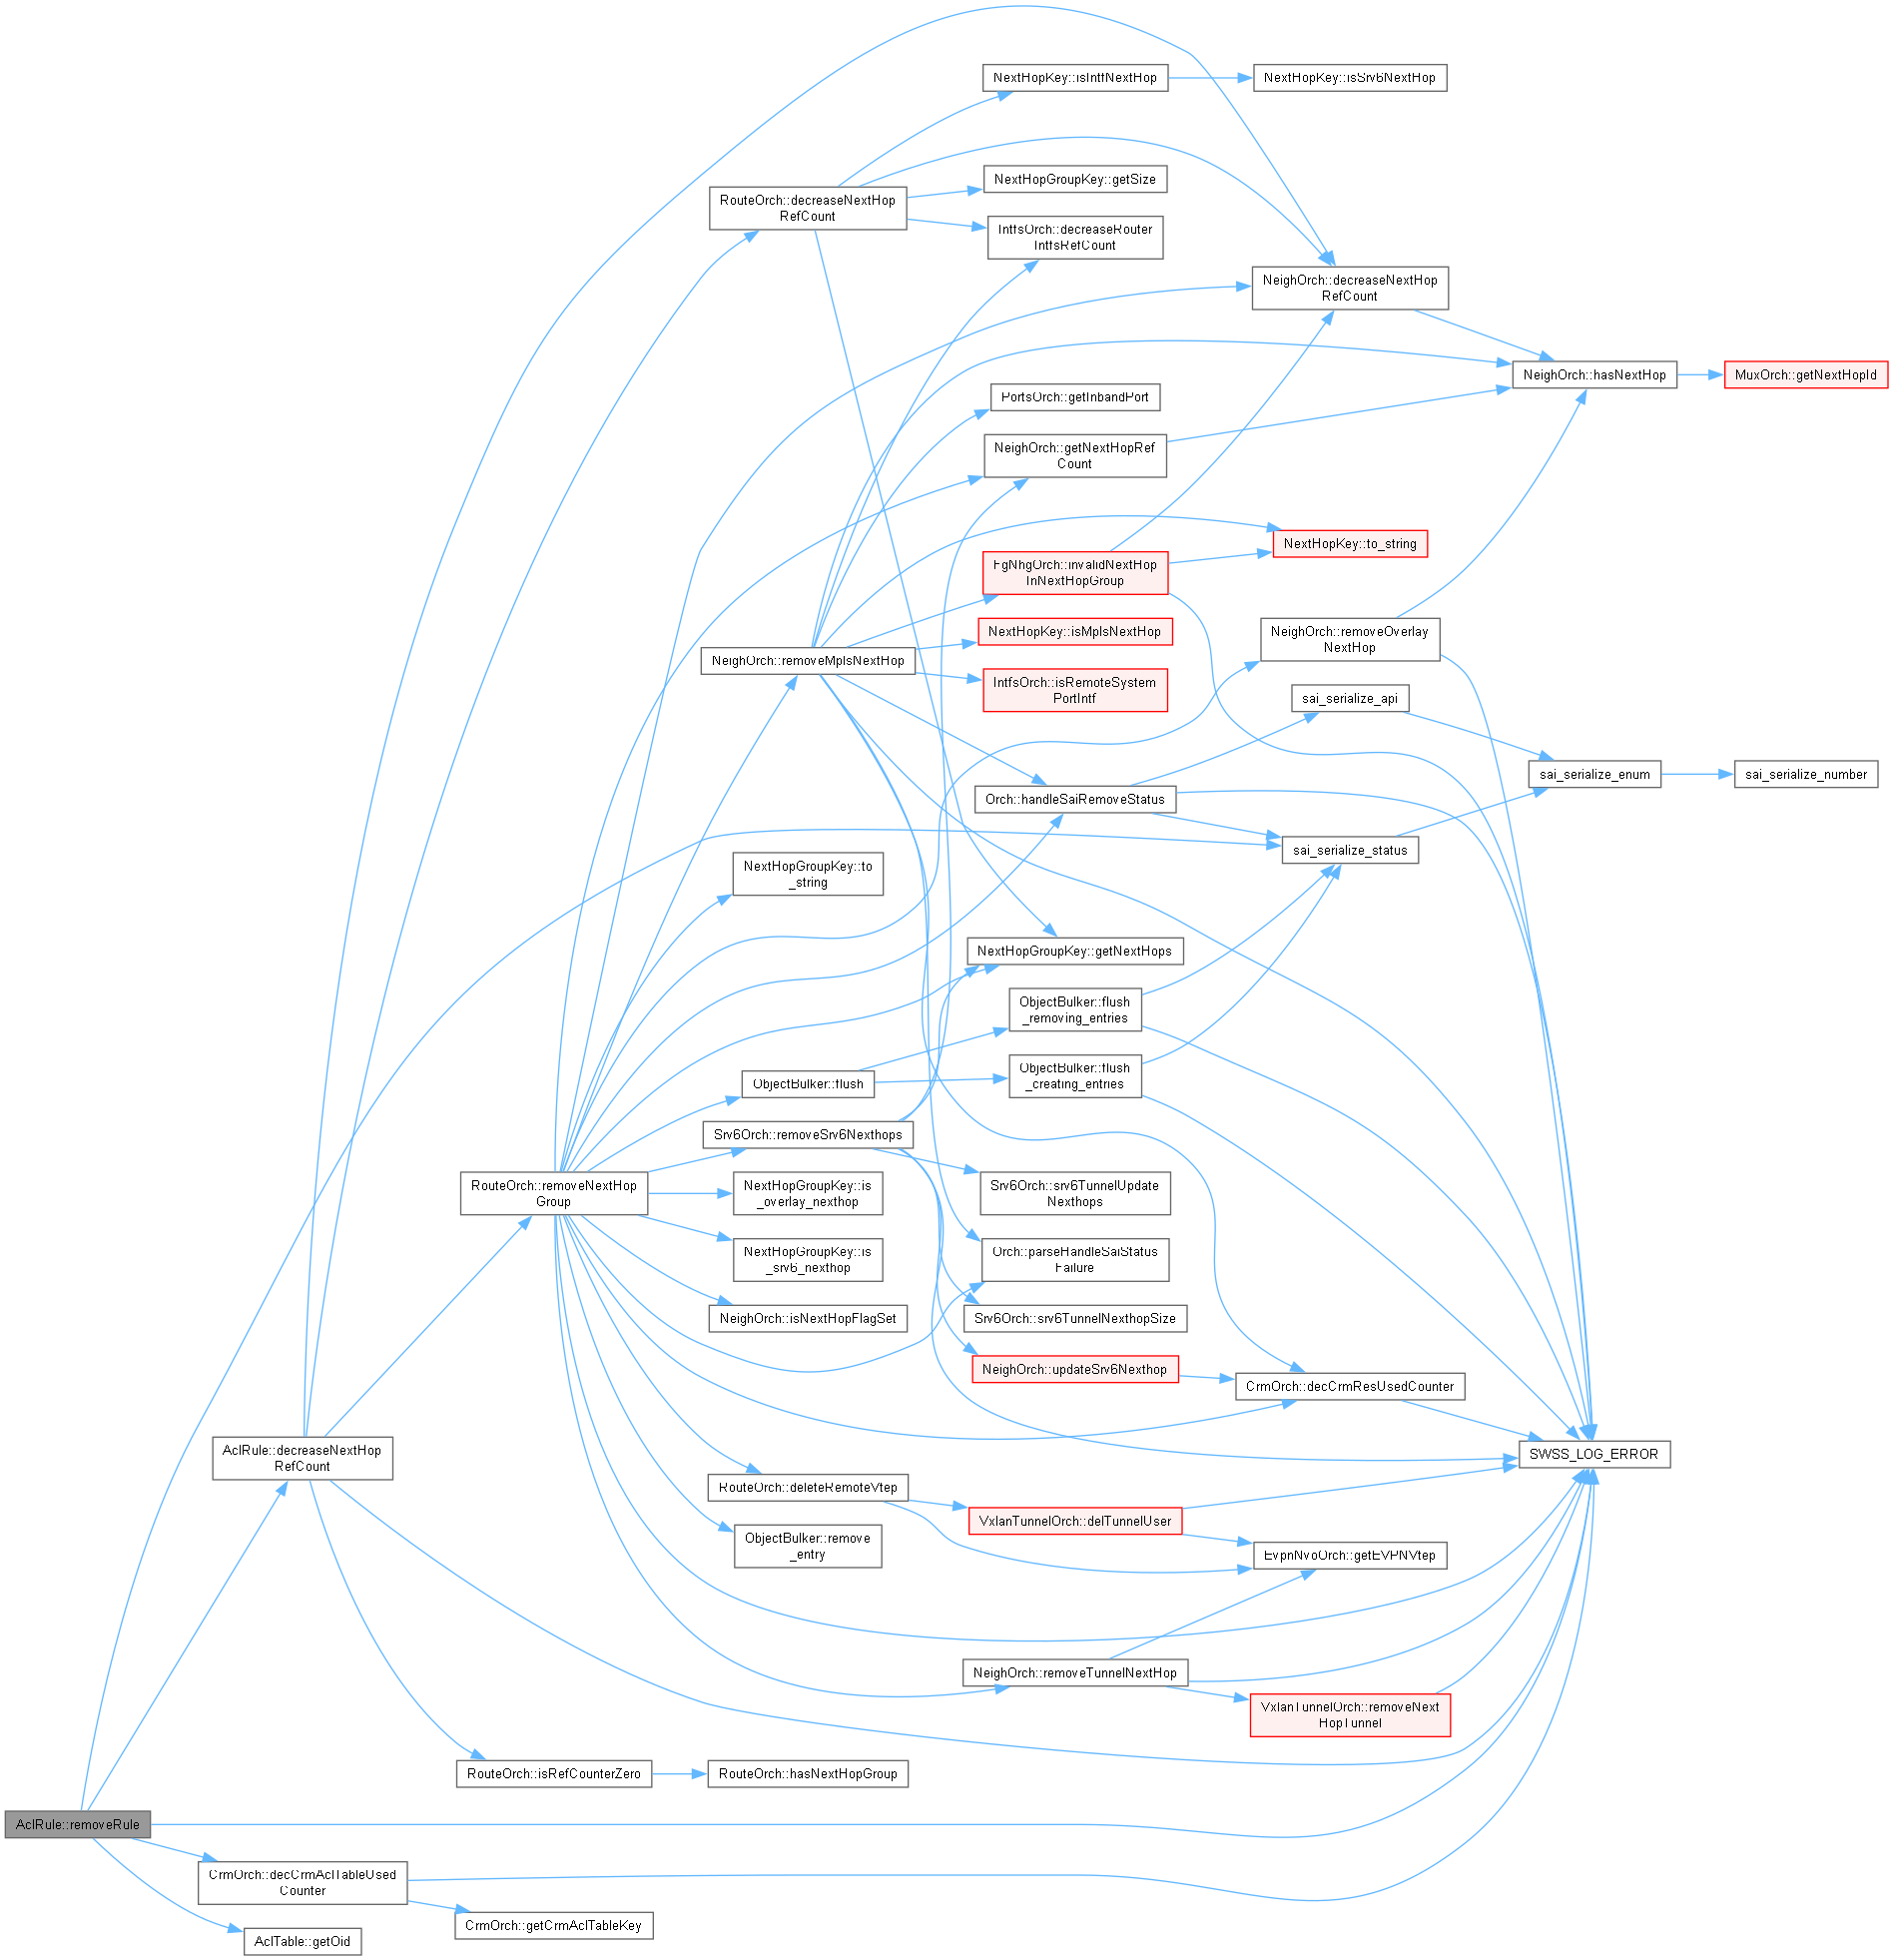 NextHopKey::isIntfNextHop
NextHopKey::isSrv6NextHop
NextHopGroupKey::getSize
RouteOrch::decreaseNextHop
RefCount
IntfsOrch::decreaseRouter
IntfsRefCount
NeighOrch::decreaseNextHop
RefCount
NeighOrch::hasNextHop
MuxOrch::getNextHopId
PortsOrch::getInbandPort
NeighOrch::getNextHopRef
Count
NextHopKey::to_string
FgNhgOrch::invalidNextHop
InNextHopGroup
NextHopKey::isMplsNextHop
NeighOrch::removeOverlay
NextHop
NeighOrch::removeMplsNextHop
IntfsOrch::isRemoteSystem
PortIntf
sai_serialize_api
sai_serialize_enum
sai_serialize_number
Orch::handleSaiRemoveStatus
sai_serialize_status
NextHopGroupKey::to
_string
NextHopGroupKey::getNextHops
ObjectBulker::flush
_removing_entries
ObjectBulker::flush
ObjectBulker::flush
_creating_entries
Srv6Orch::removeSrv6Nexthops
RouteOrch::removeNextHop
Group
NextHopGroupKey::is
_overlay_nexthop
Srv6Orch::srv6TunnelUpdate
Nexthops
NextHopGroupKey::is
_srv6_nexthop
Orch::parseHandleSaiStatus
Failure
NeighOrch::isNextHopFlagSet
Srv6Orch::srv6TunnelNexthopSize
NeighOrch::updateSrv6Nexthop
CrmOrch::decCrmResUsedCounter
AclRule::decreaseNextHop
RefCount
SWSS_LOG_ERROR
RouteOrch::deleteRemoteVtep
VxlanTunnelOrch::delTunnelUser
ObjectBulker::remove
_entry
EvpnNvoOrch::getEVPNVtep
NeighOrch::removeTunnelNextHop
VxlanTunnelOrch::removeNext
HopTunnel
RouteOrch::isRefCounterZero
RouteOrch::hasNextHopGroup
AclRule::removeRule
CrmOrch::decCrmAclTableUsed
Counter
CrmOrch::getCrmAclTableKey
AclTable::getOid